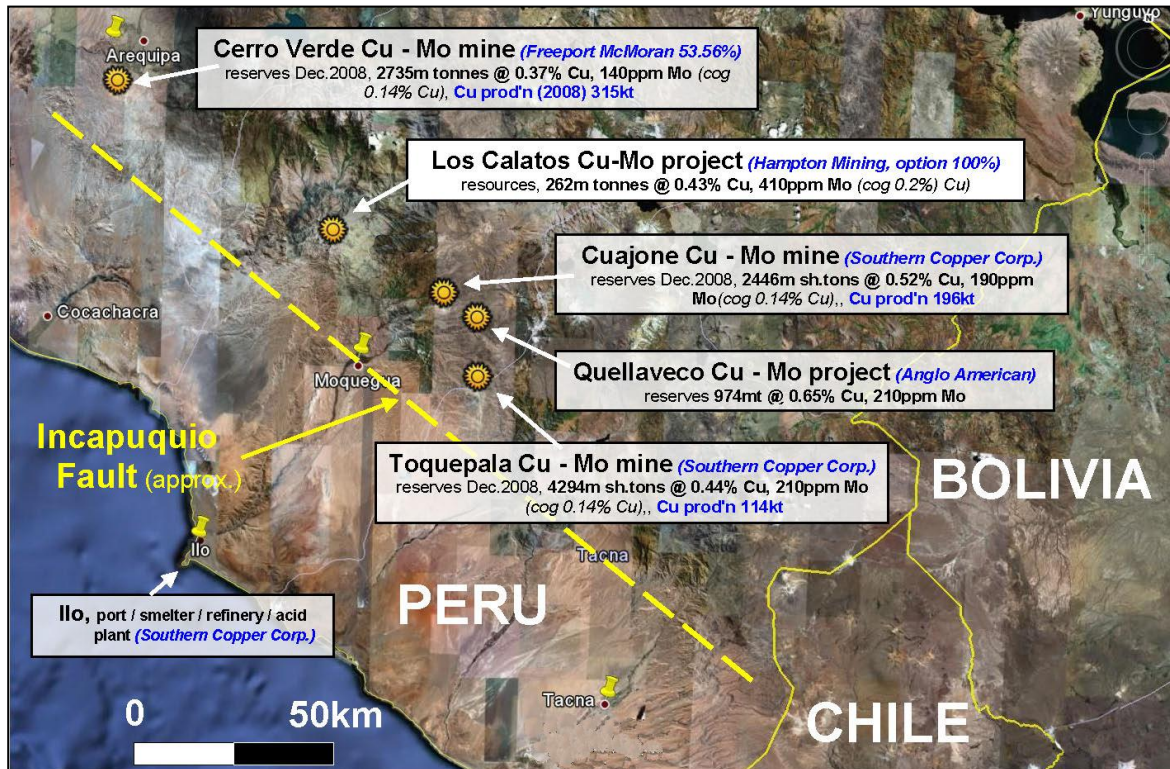 Yunguyo
Arequipa
Cerro Verde Cu - Mo mine (Freeport McMoran 53.56%)
reserves Dec.2008, 2735m tonnes @ 0.37% Cu, 140ppm Mo (cog
0.14% Cu), Cu prod'n (2008) 315kt
Los Calatos Cu-Mo project (Hampton Mining, option 100%)
resources, 262m tonnes @ 0.43% Cu, 410ppm Mo (cog 0.2%) Cu)
Cuajone Cu - Mo mine (Southern Copper Corp.)
reserves Dec.2008, 2446m sh.tons @ 0.52% Cu, 190ppm
Mo(cog 0.14% Cu),, Cu prod'n 196kt
Cocachacra
Moquegua
Quellaveco Cu - Mo project (Anglo American)
reserves 974mt @ 0.65% Cu, 210ppm Mo
Incapuquio
Fault (approx.)
Toquepala Cu - Mo mine (Southern Copper Corp.)
reserves Dec.2008, 4294m sh.tons @ 0.44% Cu, 210ppm Mo
(cog 0.14% Cu),, Cu prod'n 114kt
BOLIVIA
Ilo
Tacna
PERU
Ilo, port / smelter / refinery / acid
plant (Southern Copper Corp.)
Tacna
CHILE
0 50km